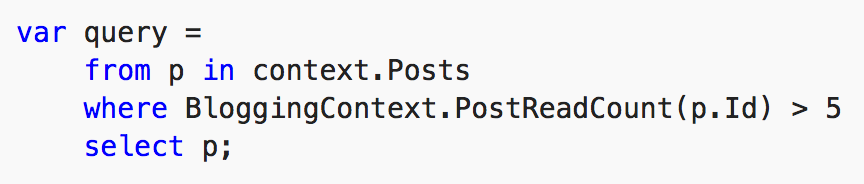 var query =
    from p in context.Posts
    where BloggingContext.PostReadCount(p.Id) > 5
    select p;